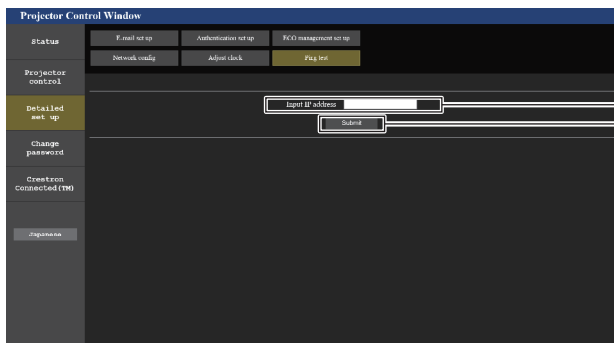 Projector Control Window
Status
E-mail set up
Authentication set up
ECO management set up
Network config
Adjust clock
Ping test
Projector
control
Detailed
set up
Input IP address
Submit
Change
password
Crestron
Connected(TM)
Japanese